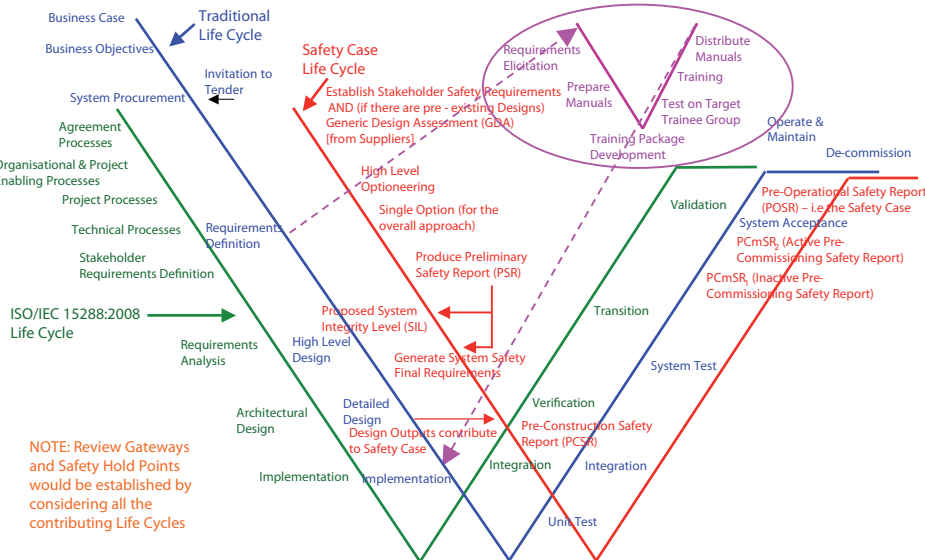 Business Case
Business Objectives
Traditional
Life Cycle
Invitation to
Tender
System Procurement
Agreement
Processes
Organisational & Project
Enabling Processes
Project Processes
Technical Processes
Stakeholder
Requirements Definition
ISO/IEC 15288:2008
Life Cycle
Requirements
Analysis
Architectural
Design
Implementation
NOTE: Review Gateways
and Safety Hold Points
would be established by
considering all the
contributing Life Cycles
Safety Case
Life Cycle
Establish Stakeholder Safety Requirements
AND (if there are pre - existing Designs)
Generic Design Assessment (GDA)
[from Suppliers]
High Level
Optioneering
Single Option (for the
overall approach)
Produce Preliminary
Safety Report (PSR)
Proposed System
Integrity Level (SIL)
Generate System Safety
Final Requirements
Requirements
Definition
High Level
Design
Detailed
Design
Design Outputs contribute
to Safety Case
Implementation
Pre-Construction Safety
Report (PCSR)
Requirements
Elicitation
Prepare
Manuals
Training Package
Development
Test on Target
Trainee Group
Training
Distribute
Manuals
Operate &
Maintain
De-commission
Validation
Transition
Verification
Integration
Pre-Operational Safety Report
(POSR) – i.e the Safety Case
System Acceptance
PCmSR2 (Active Pre-
Commissioning Safety Report)
PCmSR1 (Inactive Pre-
Commissioning Safety Report)
System Test
Integration
Unit Test